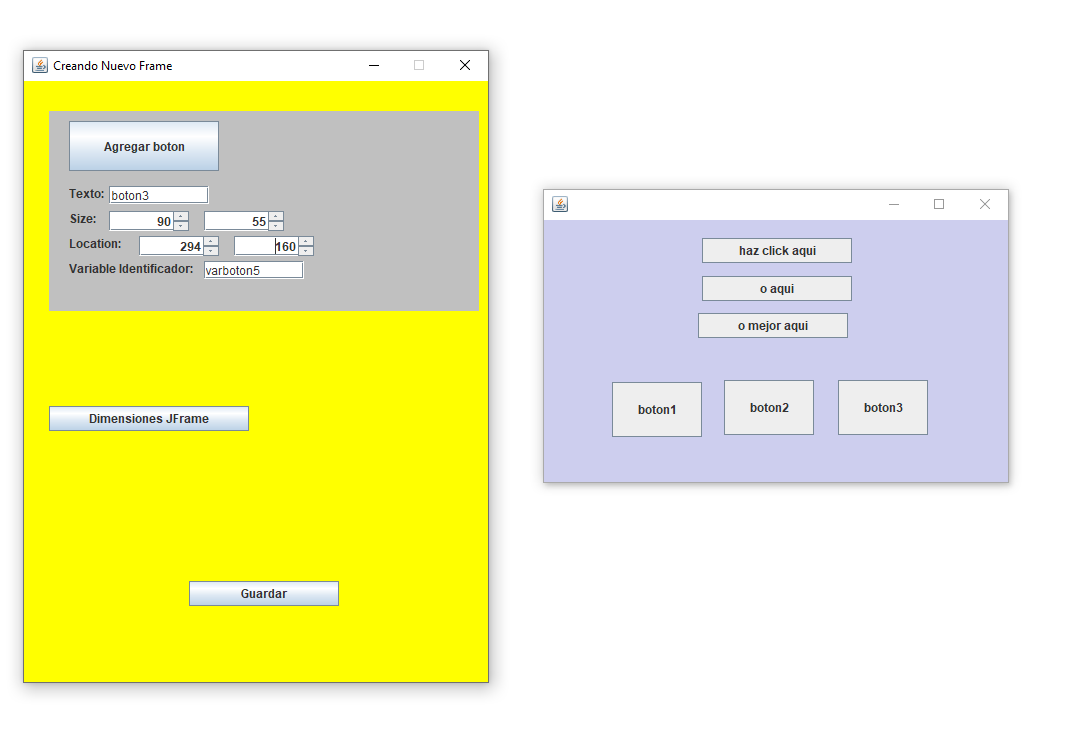 Creando Nuevo Frame
Agregar boton
Texto: boton3
Size: 90 55
Location: 294 160
Variable Identificador: varboton5
Dimensiones JFrame
Guardar
haz click aqui
o aqui
o mejor aqui
boton1 boton2 boton3